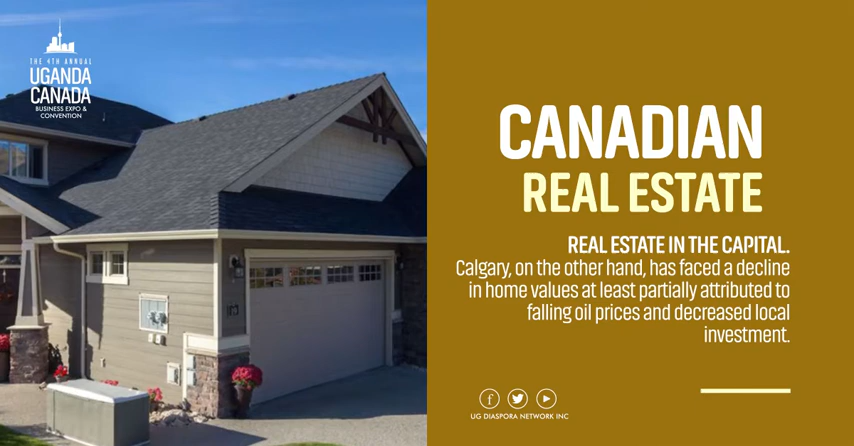 THE 4TH ANNUAL
UGANDA
CANADA
BUSINESS EXPO &
CONVENTION
CANADIAN
REAL ESTATE
REAL ESTATE IN THE CAPITAL.
Calgary, on the other hand, has faced a decline
in home values at least partially attributed to
falling oil prices and decreased local
investment.
UG DIASPORA NETWORK INC